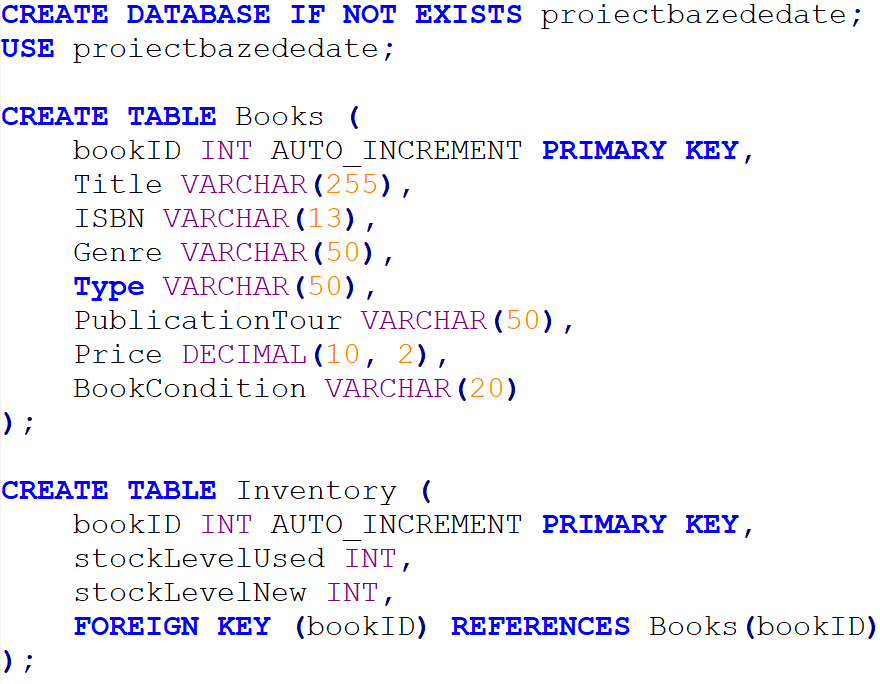 CREATE DATABASE IF NOT EXISTS proiectbazededate;
USE proiectbazededate;

CREATE TABLE Books (
    bookID INT AUTO_INCREMENT PRIMARY KEY,
    Title VARCHAR(255),
    ISBN VARCHAR(13),
    Genre VARCHAR(50),
    Type VARCHAR(50),
    PublicationTour VARCHAR(50),
    Price DECIMAL(10, 2),
    BookCondition VARCHAR(20)
);

CREATE TABLE Inventory (
    bookID INT AUTO_INCREMENT PRIMARY KEY,
    stockLevelUsed INT,
    stockLevelNew INT,
    FOREIGN KEY (bookID) REFERENCES Books(bookID)
);